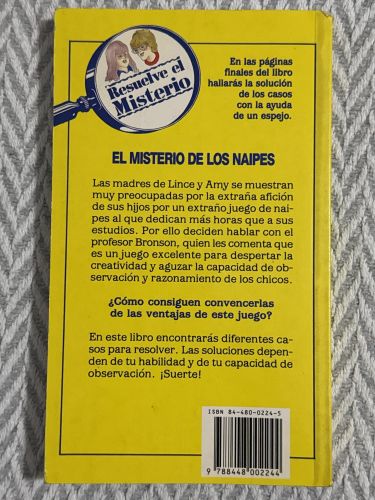 Resuelve el
Misterio
En las páginas
finales del libro
hallarás la solución
de los casos
con la ayuda
de un espejo.
EL MISTERIO DE LOS NAIPES
Las madres de Lince y Amy se muestran
muy preocupadas por la extraña afición
de sus hijos por un extraño juego de nai-
pes al que dedican más horas que a sus
estudios. Por ello deciden hablar con el
profesor Bronson, quien les comenta que
es un juego excelente para despertar la
creatividad y aguzar la capacidad de ob-
servación y razonamiento de los chicos.
¿Cómo consiguen convencerlas
de las ventajas de este juego?
En este libro encontrarás diferentes ca-
sos para resolver. Las soluciones depen-
den de tu habilidad y de tu capacidad de
observación. ¡Suerte!
ISBN 84-480-0224-5
9 788448 002244